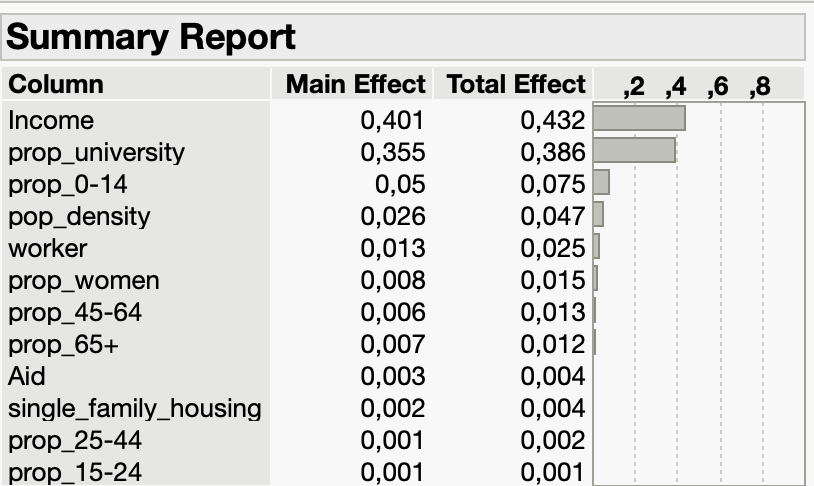 Summary Report
Column Main Effect Total Effect ,2 ,4 ,6 ,8
Income 0,401 0,432
prop_university 0,355 0,386
prop_0-14 0,05 0,075
pop_density 0,026 0,047
worker 0,013 0,025
prop_women 0,008 0,015
prop_45-64 0,006 0,013
prop_65+ 0,007 0,012
Aid 0,003 0,004
single_family_housing 0,002 0,004
prop_25-44 0,001 0,002
prop_15-24 0,001 0,001